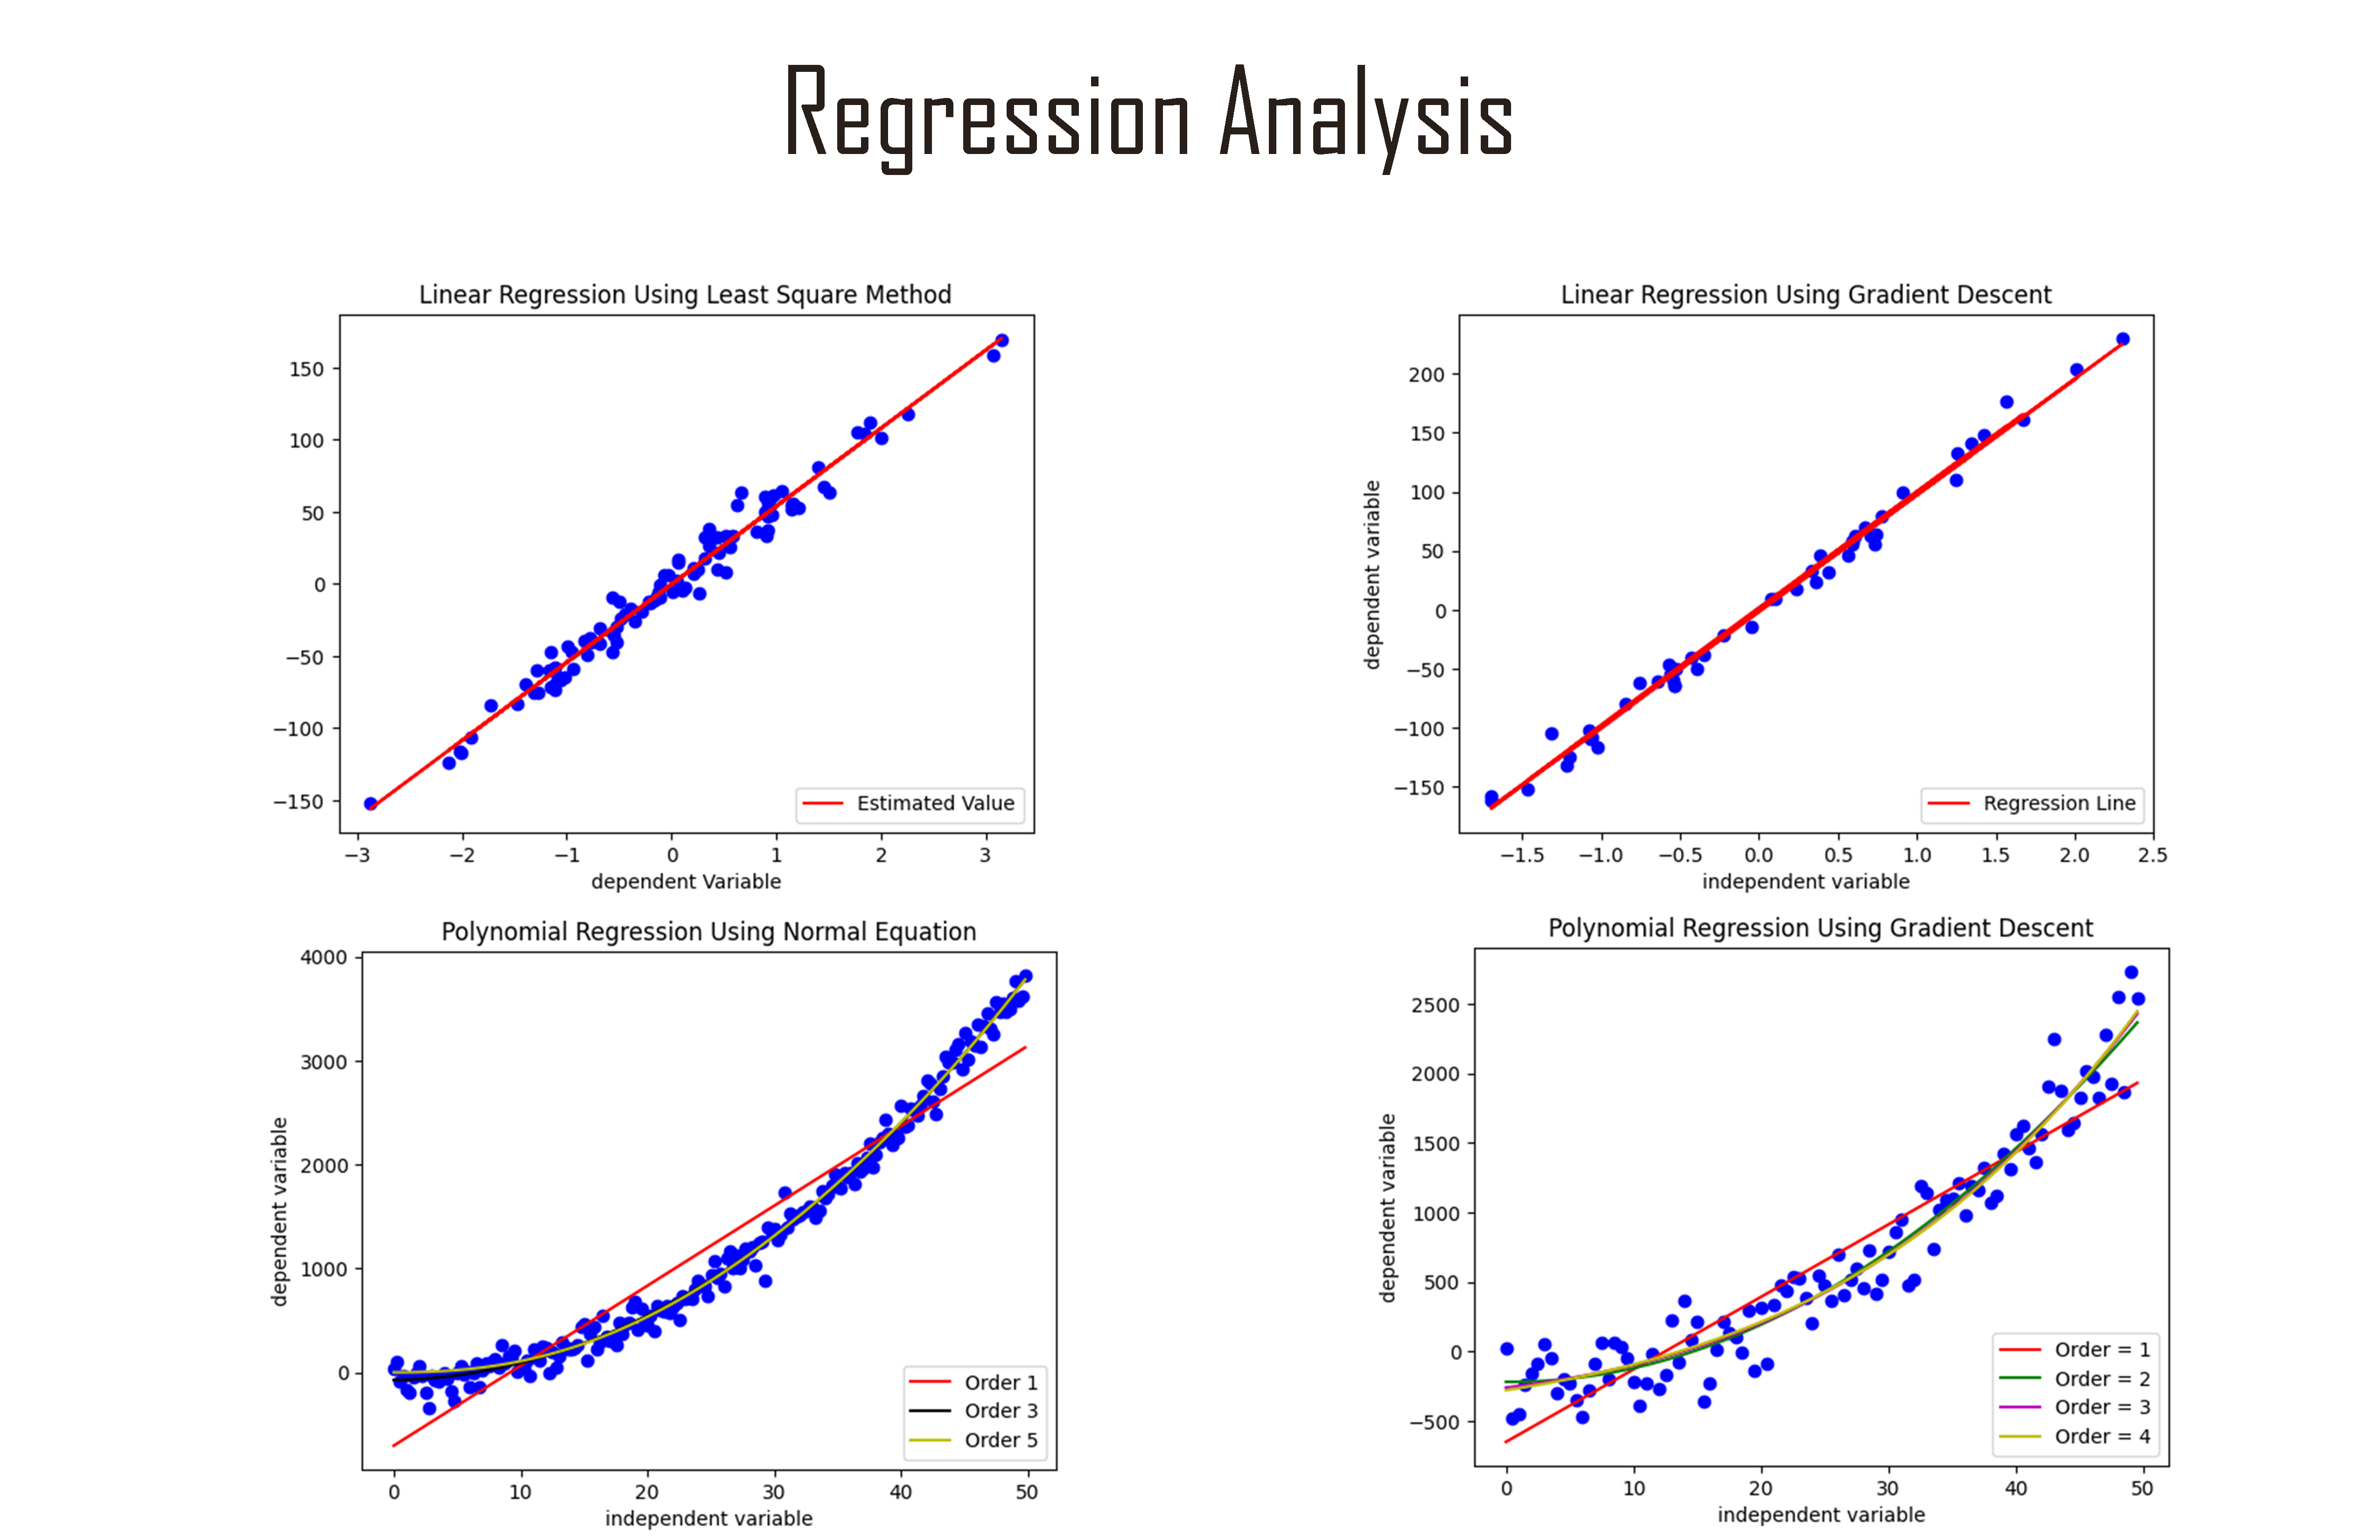 Regression Analysis
Linear Regression Using Least Square Method
150
100
50
0
−50
−100
−150
Estimated Value
−3 −2 −1 0 1 2 3
dependent Variable
Linear Regression Using Gradient Descent
dependent variable
200
150
100
50
0
−50
−100
−150
Regression Line
−1.5 −1.0 −0.5 0.0 0.5 1.0 1.5 2.0 2.5
independent variable
Polynomial Regression Using Normal Equation
dependent variable
4000
3000
2000
1000
0
Order 1
Order 3
Order 5
0 10 20 30 40 50
independent variable
Polynomial Regression Using Gradient Descent
dependent variable
2500
2000
1500
1000
500
0
−500
Order = 1
Order = 2
Order = 3
Order = 4
0 10 20 30 40 50
independent variable